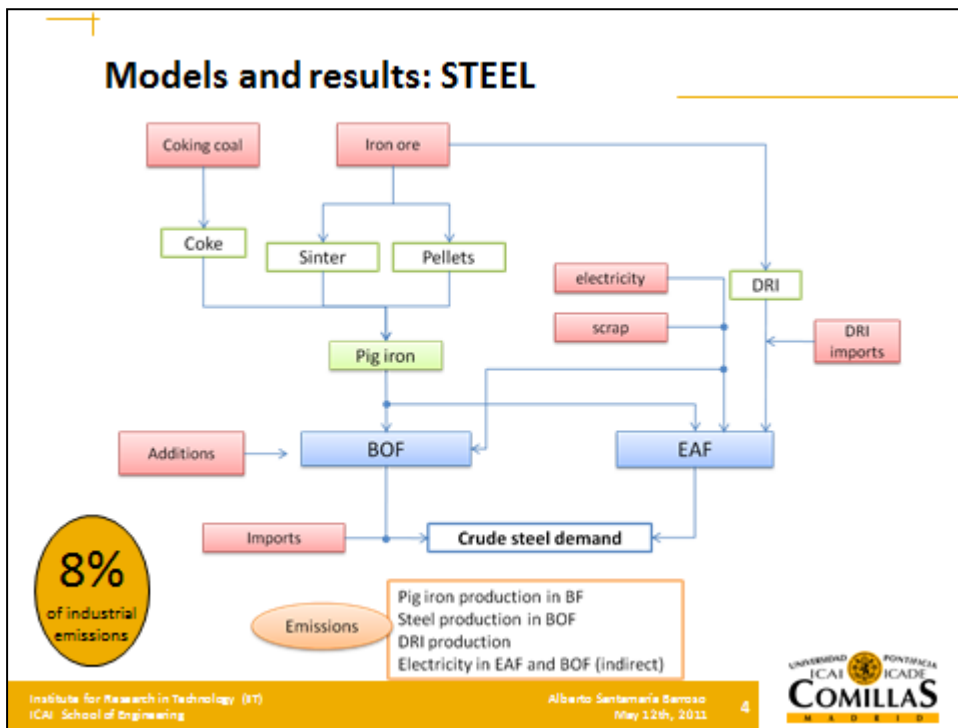 Models and results: STEEL
Coking coal
Iron ore
Coke
Sinter
Pellets
electricity
DRI
scrap
DRI
imports
Pig iron
Additions
BOF
EAF
Imports
Crude steel demand
8%
of industrial
emissions
Emissions
Pig iron production in BF
Steel production in BOF
DRI production
Electricity in EAF and BOF (indirect)
Institute for Research in Technology (IIT)
ICAI School of Engineering
Alberto Santamaría Barroso
May 12th, 2011
4
UNIVERSIDAD PONTIFICIA
ICAI ICADE
COMILLAS
MADRID